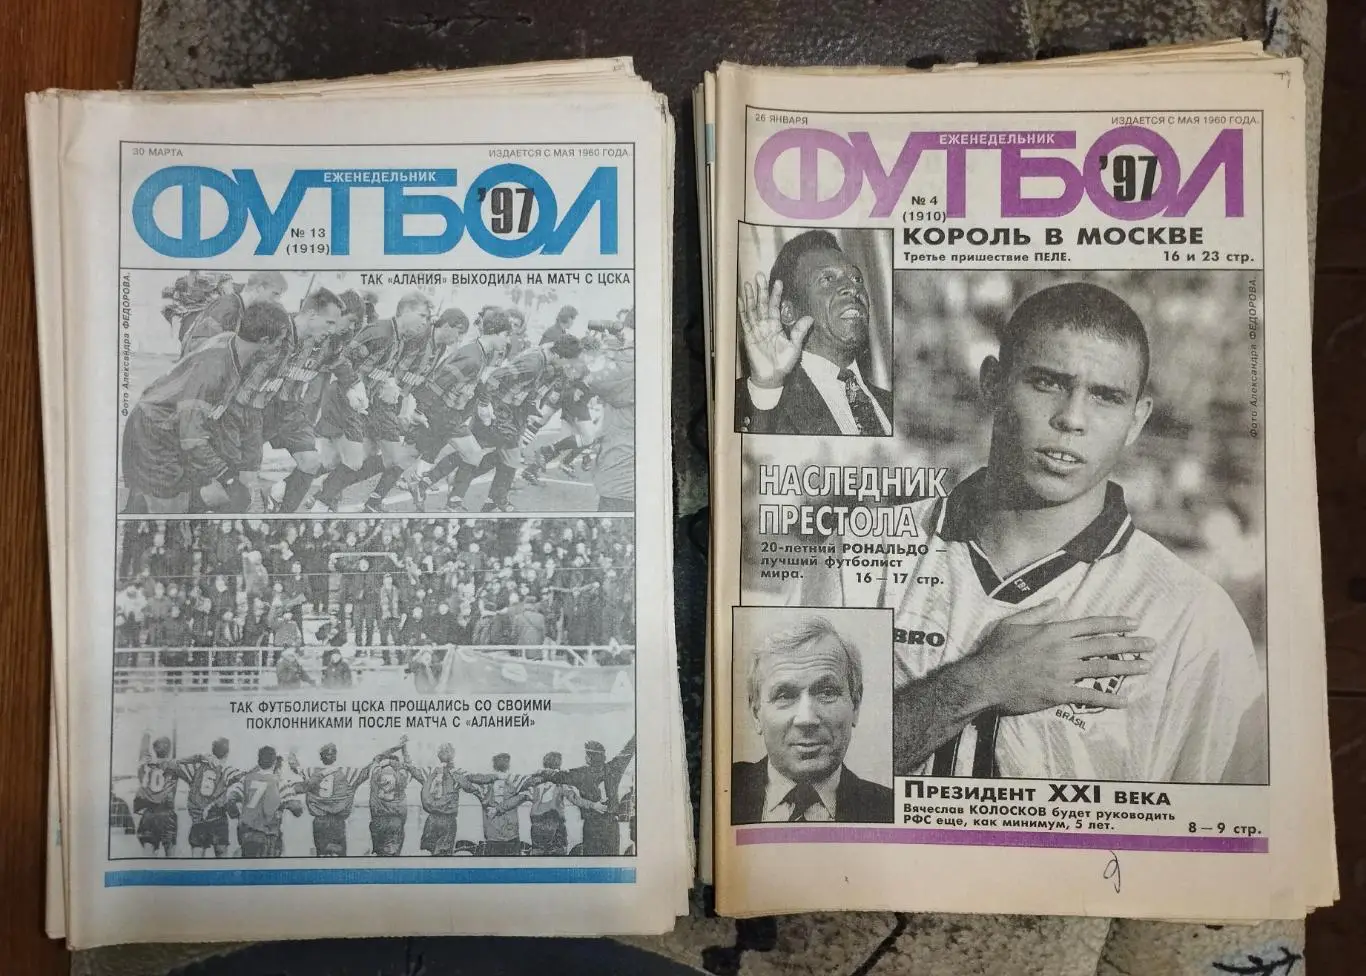 30 МАРТА
ИЗДАЕТСЯ С МАЯ 1960 ГОДА.
ЕЖЕНЕДЕЛЬНИК
ФУТБОЛ
'97
№ 13
(1919)
ТАК «АЛАНИЯ» ВЫХОДИЛА НА МАТЧ С ЦСКА
Фото Александра ФЕДОРОВА.
ТАК ФУТБОЛИСТЫ ЦСКА ПРОЩАЛИСЬ СО СВОИМИ
ПОКЛОННИКАМИ ПОСЛЕ МАТЧА С «АЛАНИЕЙ»
26 ЯНВАРЯ
ИЗДАЕТСЯ С МАЯ 1960 ГОДА.
ЕЖЕНЕДЕЛЬНИК
ФУТБОЛ
'97
№ 4
(1910)
КОРОЛЬ В МОСКВЕ
Третье пришествие ПЕЛЕ. 16 и 23 стр.
Фото Александра ФЕДОРОВА.
НАСЛЕДНИК
ПРЕСТОЛА
20-летний РОНАЛЬДО —
лучший футболист
мира. 16 — 17 стр.
CBF
BRO
BRASIL
ПРЕЗИДЕНТ XXI ВЕКА
Вячеслав КОЛОСКОВ будет руководить
РФС еще, как минимум, 5 лет. 8 — 9 стр.